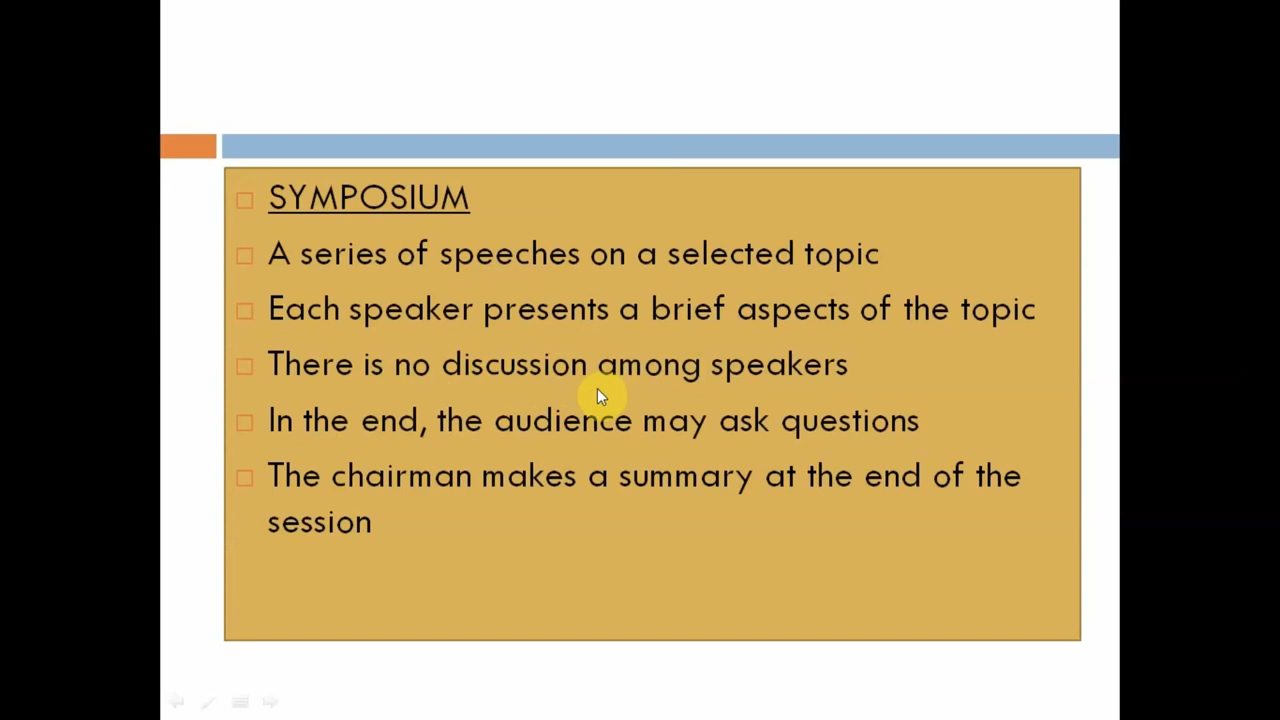 SYMPOSIUM
A series of speeches on a selected topic
Each speaker presents a brief aspects of the topic
There is no discussion among speakers
In the end, the audience may ask questions
The chairman makes a summary at the end of the
session